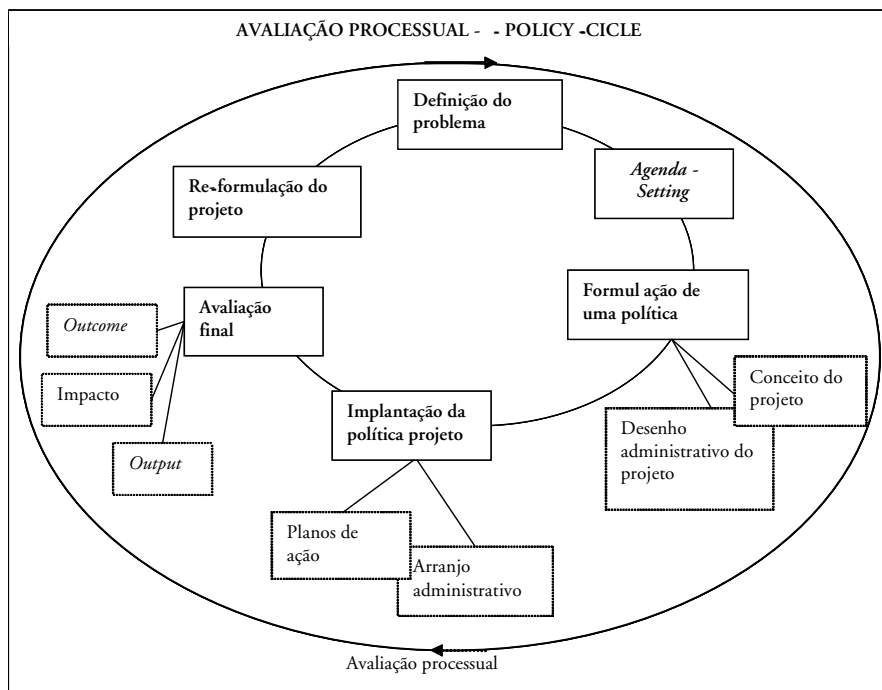 AVALIAÇÃO PROCESSUAL - - POLICY -CICLE
Definição do
problema
Agenda -
Setting
Re-formulação do
projeto
Formul ação de
uma política
Avaliação
final
Outcome
Impacto
Output
Conceito do
projeto
Desenho
administrativo do
projeto
Implantação da
política projeto
Planos de
ação
Arranjo
administrativo
Avaliação processual